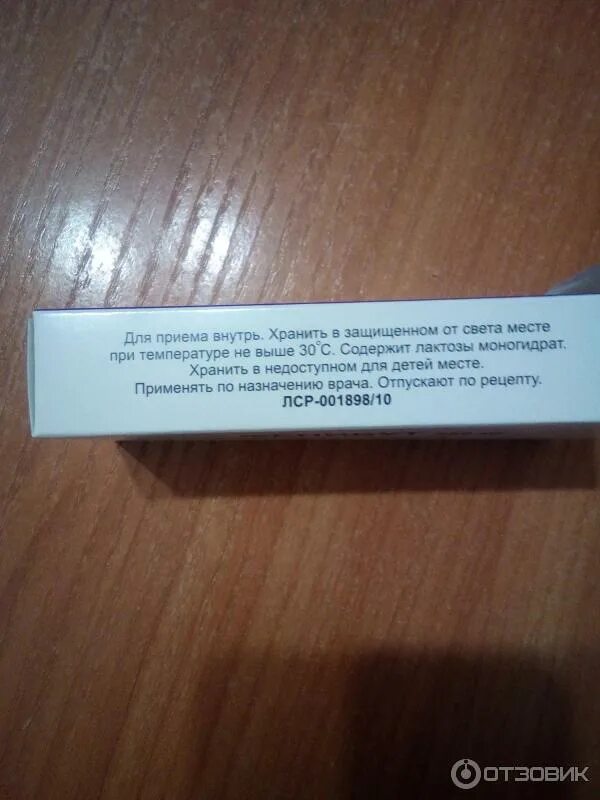 Для приема внутрь. Хранить в защищенном от света месте
при температуре не выше 30°С. Содержит лактозы моногидрат.
Хранить в недоступном для детей месте.
Применять по назначению врача. Отпускают по рецепту.
ЛСР-001898/10
ОТЗОВИК